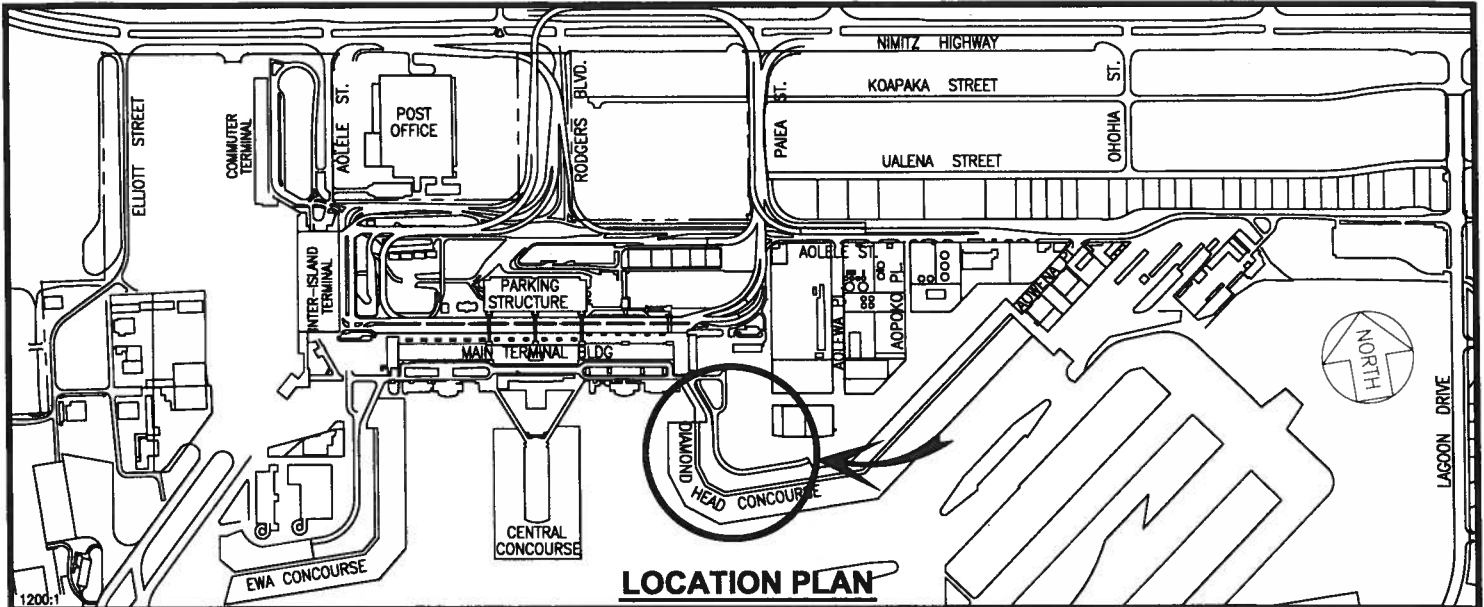 NIMITZ HIGHWAY
KOAPAKA STREET
UALENA STREET
ELLIOTT STREET
COMMUTER
TERMINAL
AOLELE ST.
POST
OFFICE
RODGERS BLVD.
PAIEA ST.
OHOHIA ST.
INTER-ISLAND
TERMINAL
PARKING
STRUCTURE
MAIN TERMINAL BLDG
AOLELE ST.
AOLEWA PL.
AOPOKO PL.
AOWENA PL.
NORTH
LAGOON DRIVE
DIAMOND HEAD CONCOURSE
CENTRAL
CONCOURSE
EWA CONCOURSE
LOCATION PLAN
1200:1